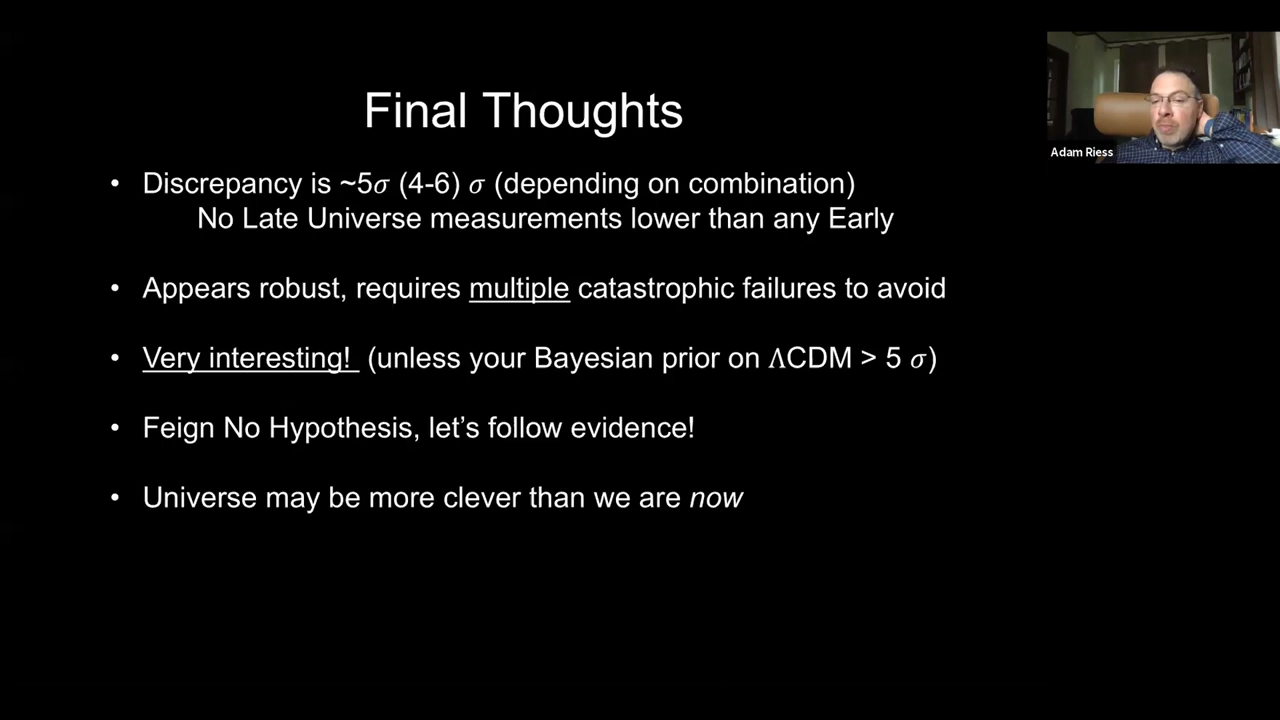 Final Thoughts
Adam Riess
• Discrepancy is ~5𝜎 (4-6) 𝜎 (depending on combination)
No Late Universe measurements lower than any Early
• Appears robust, requires multiple catastrophic failures to avoid
• Very interesting! (unless your Bayesian prior on ΛCDM > 5 𝜎)
• Feign No Hypothesis, let’s follow evidence!
• Universe may be more clever than we are now